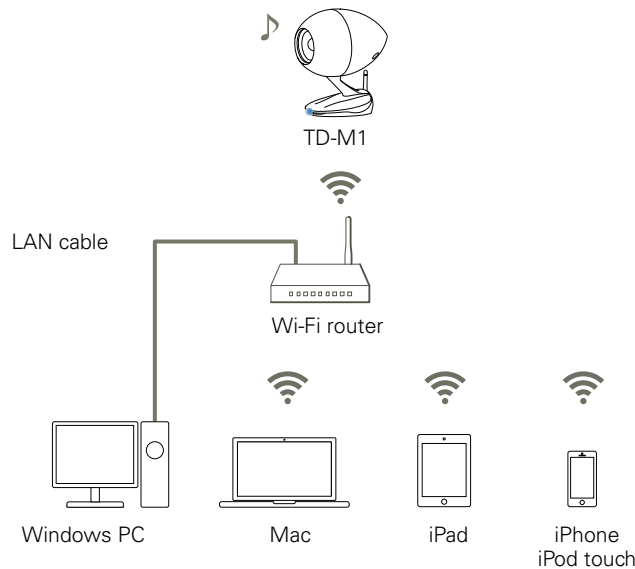 TD-M1
LAN cable
Wi-Fi router
Windows PC
Mac
iPad
iPhone
iPod touch